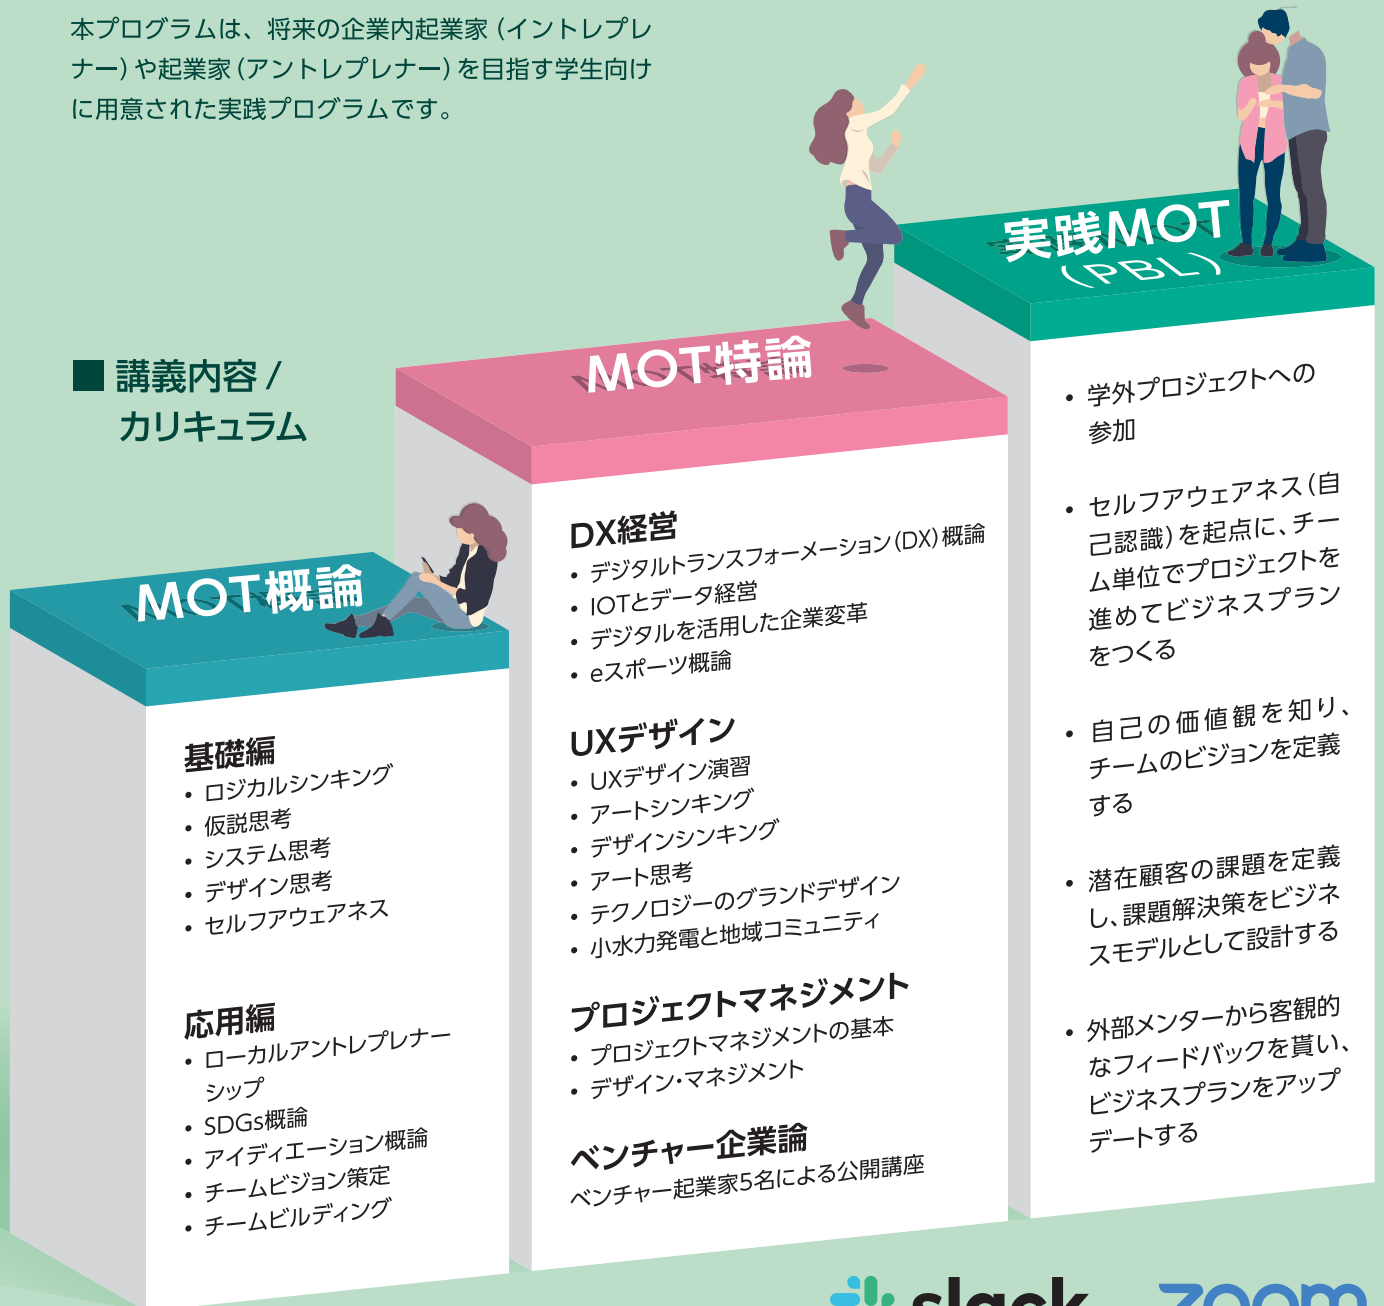 本プログラムは、将来の企業内起業家（イントレプレ
ナー）や起業家（アントレプレナー）を目指す学生向け
に用意された実践プログラムです。
■ 講義内容 /
カリキュラム
MOT概論
基礎編
• ロジカルシンキング
• 仮説思考
• システム思考
• デザイン思考
• セルフアウェアネス
応用編
• ローカルアントレプレナー
シップ
• SDGs概論
• アイディエーション概論
• チームビジョン策定
• チームビルディング
MOT特論
DX経営
• デジタルトランスフォーメーション（DX）概論
• IOTとデータ経営
• デジタルを活用した企業変革
• eスポーツ概論
UXデザイン
• UXデザイン演習
• アートシンキング
• デザインシンキング
• アート思考
• テクノロジーのグランドデザイン
• 小水力発電と地域コミュニティ
プロジェクトマネジメント
• プロジェクトマネジメントの基本
• デザイン・マネジメント
ベンチャー企業論
ベンチャー起業家5名による公開講座
実践MOT
（PBL）
• 学外プロジェクトへの
参加
• セルフアウェアネス（自
己認識）を起点に、チー
ム単位でプロジェクトを
進めてビジネスプラン
をつくる
• 自己の価値観を知り、
チームのビジョンを定義
する
• 潜在顧客の課題を定義
し、課題解決策をビジネ
スモデルとして設計する
• 外部メンターから客観的
なフィードバックを貰い、
ビジネスプランをアップ
デートする
slack
zoom